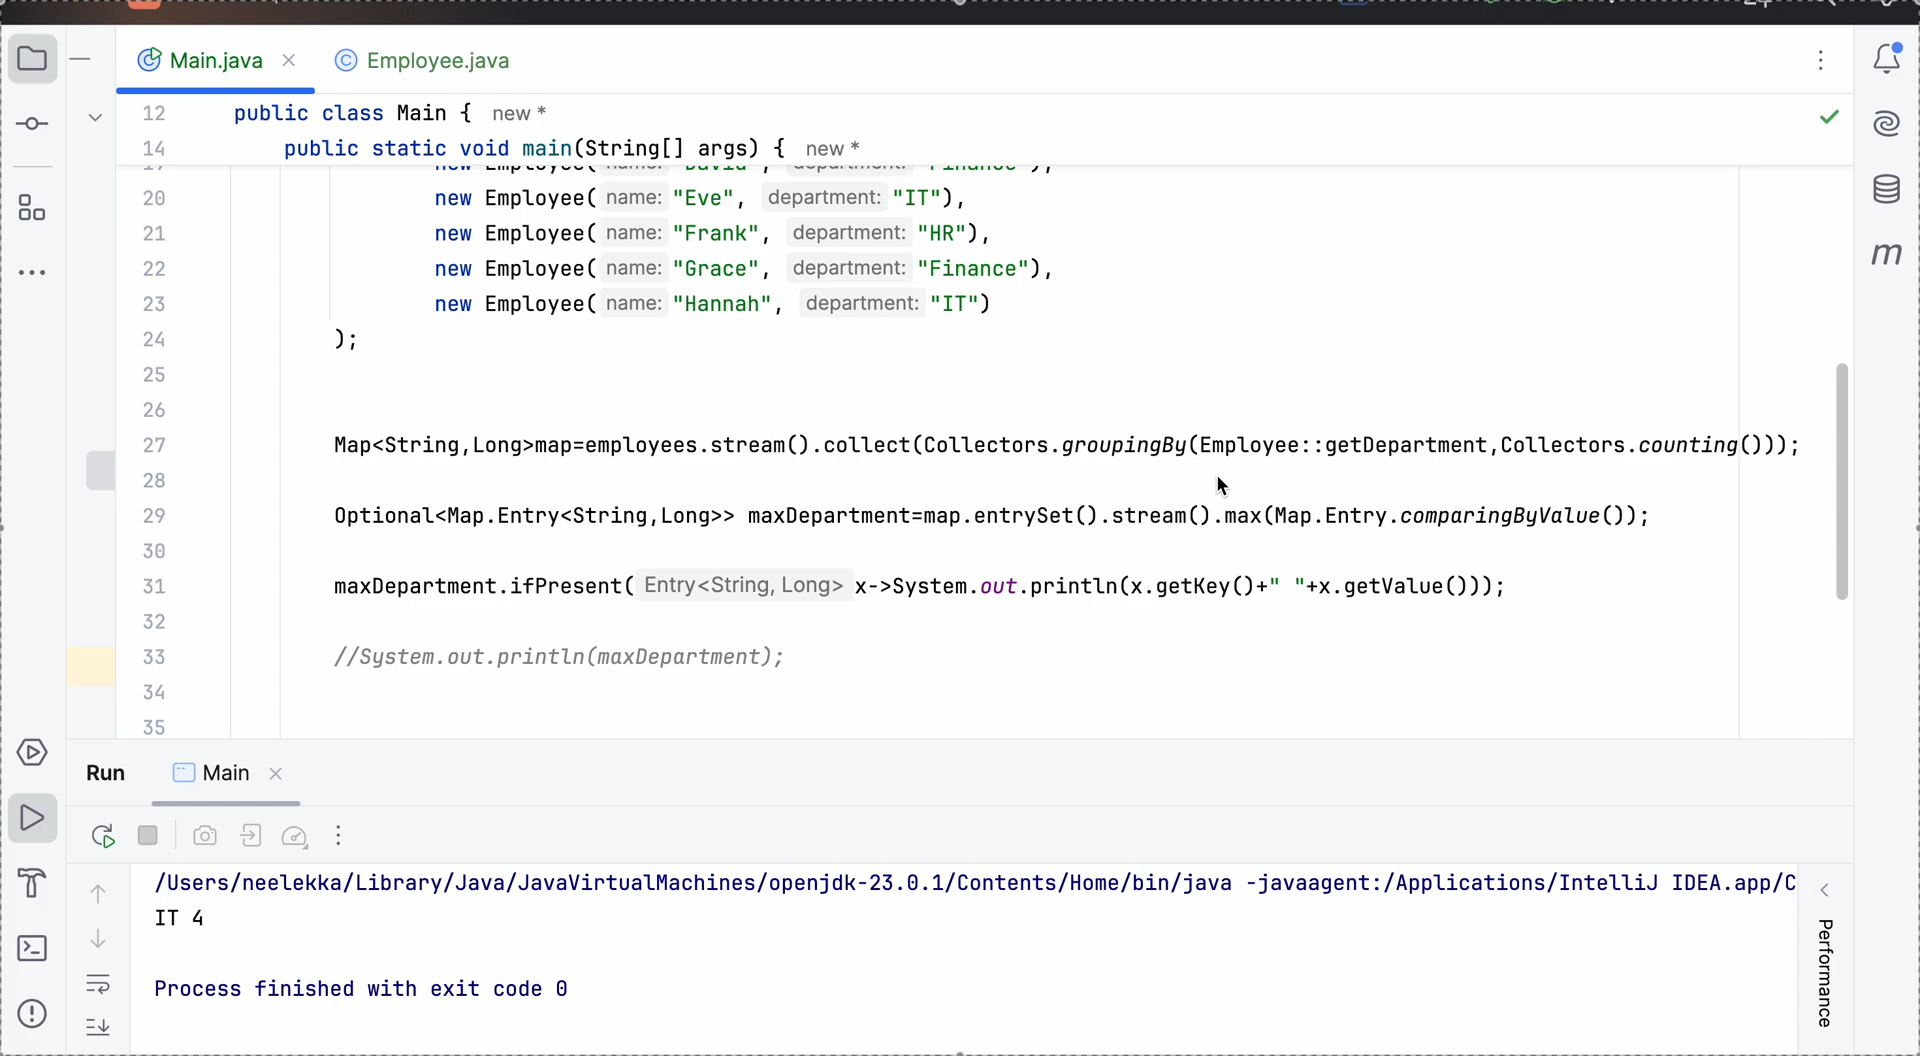 Main.java
Employee.java
12 public class Main { new *
14 public static void main(String[] args) { new *
new Employee( name: "David", department: "Finance"),
20 new Employee( name: "Eve", department: "IT"),
21 new Employee( name: "Frank", department: "HR"),
22 new Employee( name: "Grace", department: "Finance"),
23 new Employee( name: "Hannah", department: "IT")
24 );
25
26
27 Map<String,Long>map=employees.stream().collect(Collectors.groupingBy(Employee::getDepartment,Collectors.counting()));
28
29 Optional<Map.Entry<String,Long>> maxDepartment=map.entrySet().stream().max(Map.Entry.comparingByValue());
30
31 maxDepartment.ifPresent( Entry<String, Long> x->System.out.println(x.getKey()+" "+x.getValue()));
32
33 //System.out.println(maxDepartment);
34
35
Run Main
/Users/neelekka/Library/Java/JavaVirtualMachines/openjdk-23.0.1/Contents/Home/bin/java -javaagent:/Applications/IntelliJ IDEA.app/C
IT 4
Process finished with exit code 0
Performance
m